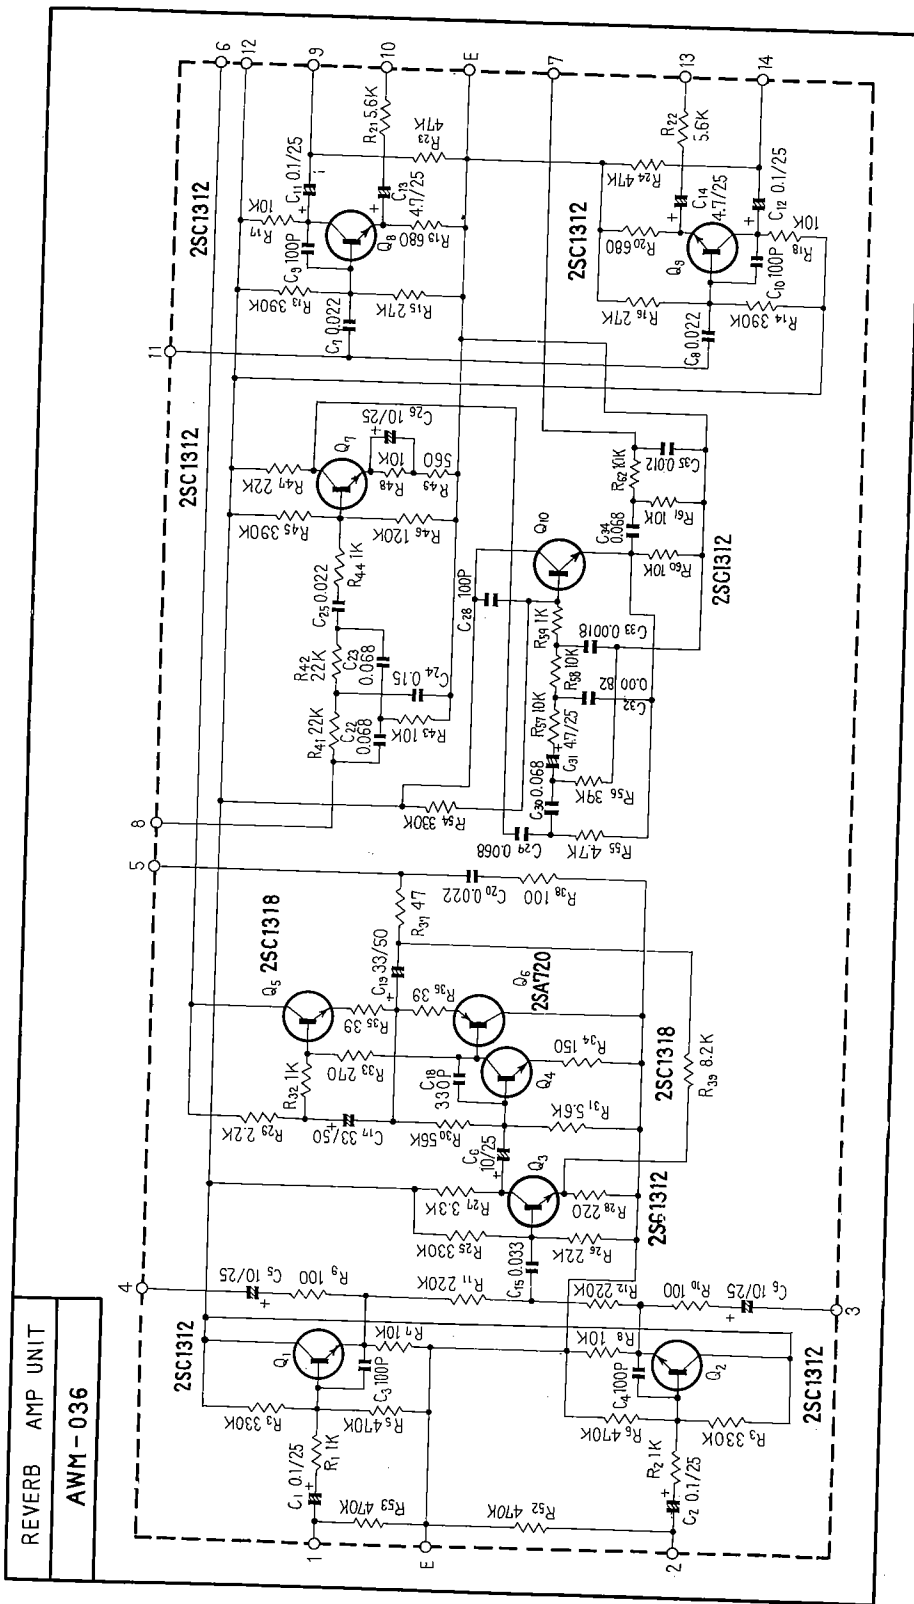 REVERB AMP UNIT
AWM-036
1
E
2
4
3
5
8
11
6
12
9
10
E
7
13
14
2SC1312
Q1
C1 0.1/25
R1 1K
R3 330K
R5 470K
C3 100P
R7 10K
C5 10/25
R9 100
R53 470K
R52 470K
R11 220K
R12 220K
C15 0.033
R6 470K
R8 10K
C4 100P
R2 1K
C2 0.1/25
R3 330K
Q2
2SC1312
R10 100
C6 10/25
R25 330K
R27 3.3K
R26 22K
R28 220
Q3
2SC1312
C6 10/25
R29 2.2K
C17 33/50
R30 56K
R31 5.6K
R32 1K
R33 270
C18 330P
Q4
2SC1318
R34 150
Q5 2SC1318
R35 39
R36 39
Q6
2SA720
C19 33/50
R37 47
C20 0.022
R38 100
R39 8.2K
R41 22K
R42 22K
C22 0.068
C23 0.068
R43 10K
C24 0.15
C25 0.022
R44 1K
R45 390K
R46 120K
R47 22K
Q7
2SC1312
C26 10/25
R48 10K
R49 560
R54 330K
C28 100P
C29 0.068
R55 4.7K
C30 0.068
R56 39K
C31 4.7/25
R57 10K
C32 0.0082
R58 10K
C33 0.0018
R59 1K
Q10
2SC1312
R60 10K
C34 0.068
R61 10K
R62 10K
C35 0.012
2SC1312
R13 390K
R15 27K
C7 0.022
C9 100P
R17 10K
Q8
C11 0.1/25
C13 4.7/25
R19 680
R21 5.6K
R23 47K
2SC1312
R16 27K
C8 0.022
R14 390K
R20 680
Q9
C10 100P
R18 10K
R24 47K
C14 4.7/25
C12 0.1/25
R22 5.6K